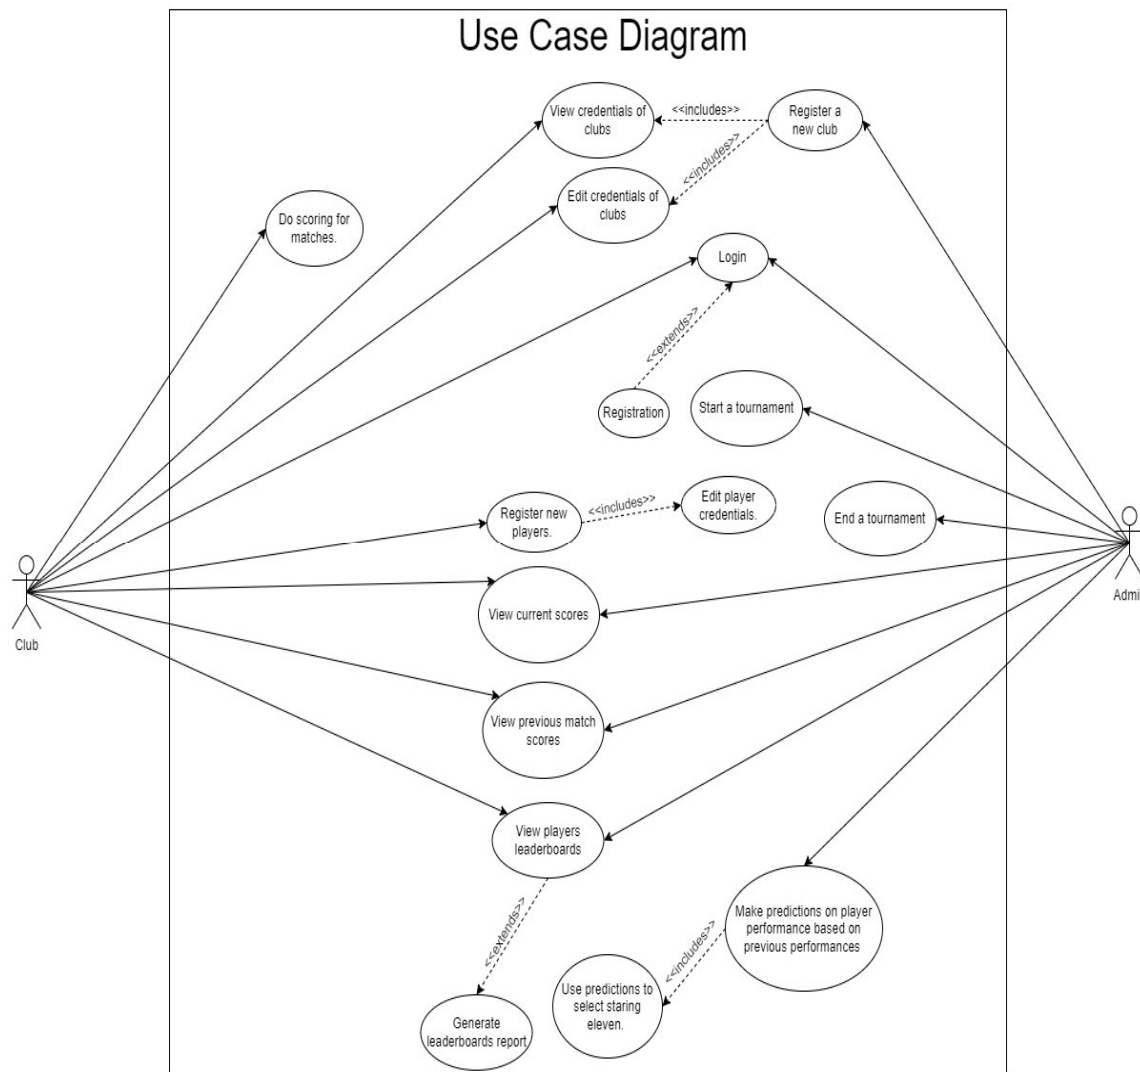 Use Case Diagram
View credentials of
clubs
<<includes>>
Register a
new club
<<includes>>
Edit credentials of
clubs
Do scoring for
matches.
Login
<<extends>>
Registration
Start a tournament
Register new
players.
<<includes>>
Edit player
credentials.
End a tournament
Club
Admi
View current scores
View previous match
scores
View players
leaderboards
<<extends>>
Make predictions on player
performance based on
previous performances
<<includes>>
Use predictions to
select staring
eleven.
Generate
leaderboards report